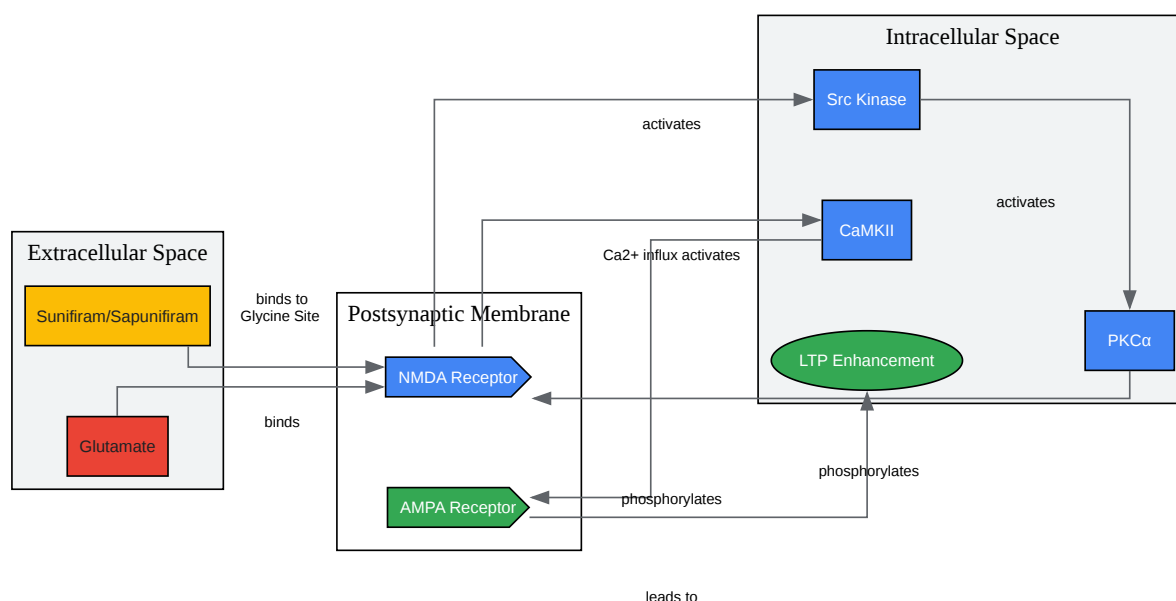 Intracellular Space
Src Kinase
activates
activates
CaMKII
Ca2+ influx activates
Extracellular Space
Sunifiram/Sapunifiram
binds to
Glycine Site
Postsynaptic Membrane
PKCα
LTP Enhancement
NMDA Receptor
Glutamate
binds
phosphorylates
AMPA Receptor
phosphorylates
leads to